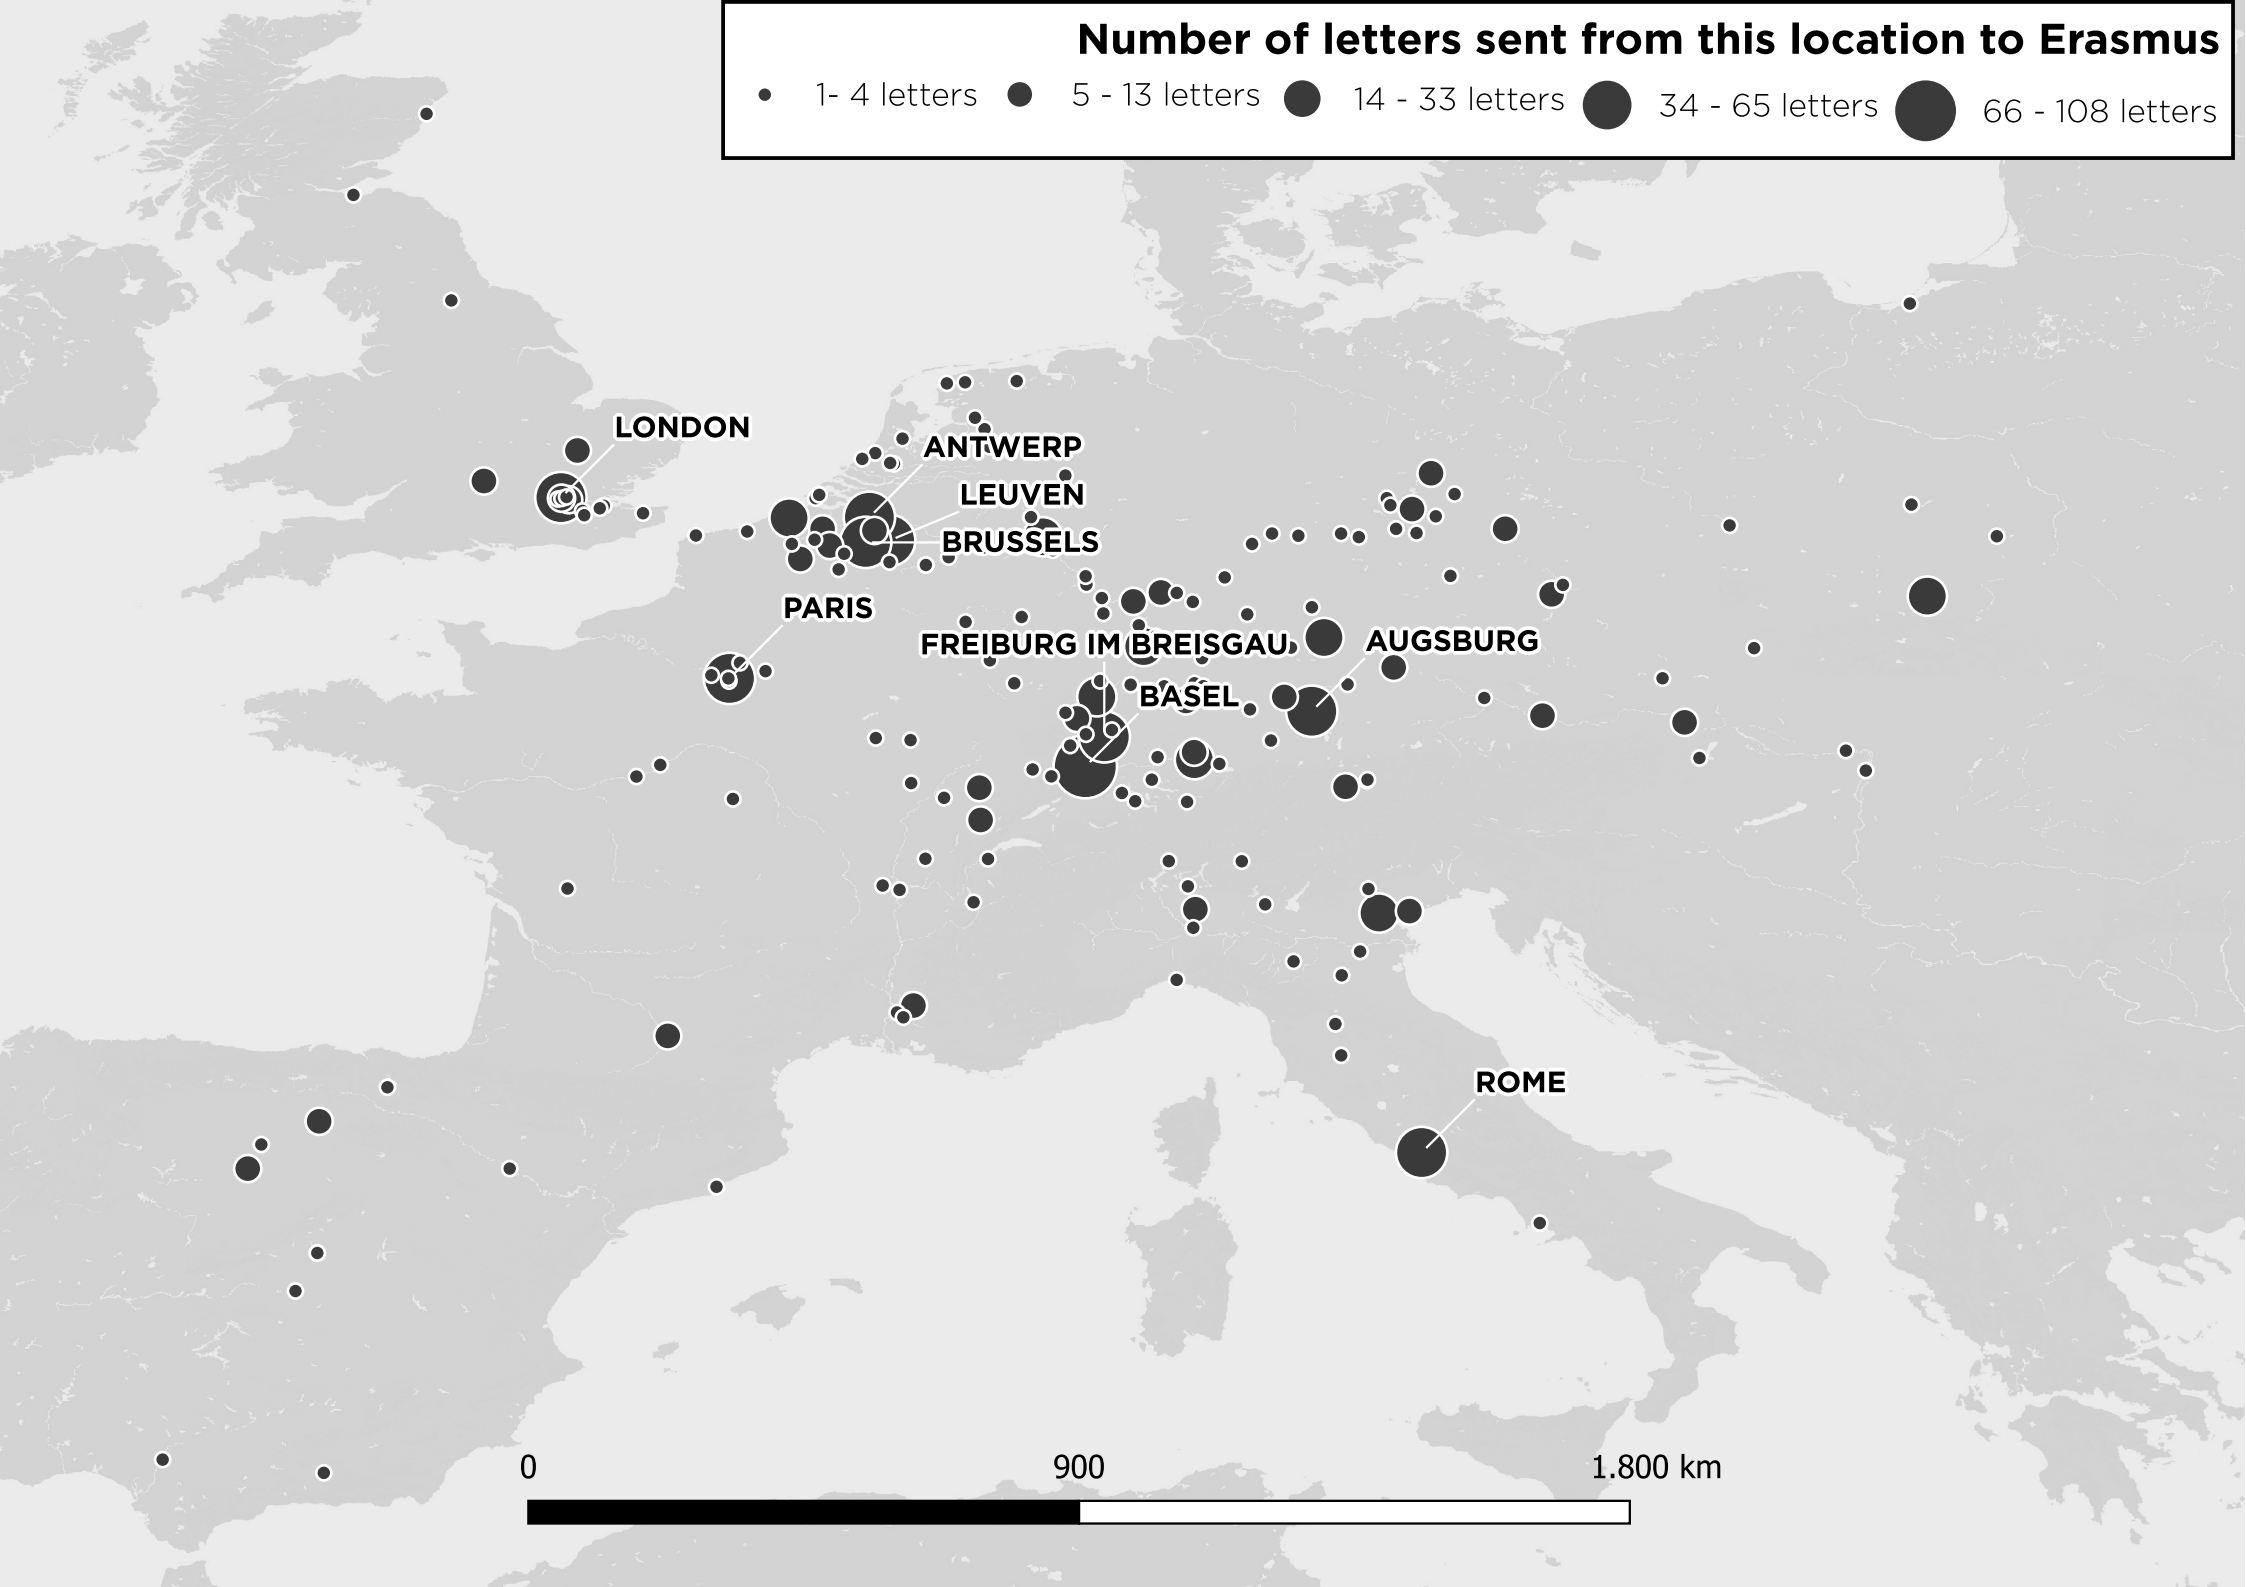 Number of letters sent from this location to Erasmus
1- 4 letters 5 - 13 letters 14 - 33 letters 34 - 65 letters 66 - 108 letters
LONDON
ANTWERP
LEUVEN
BRUSSELS
PARIS
FREIBURG IM BREISGAU
AUGSBURG
BASEL
ROME
0 900 1.800 km